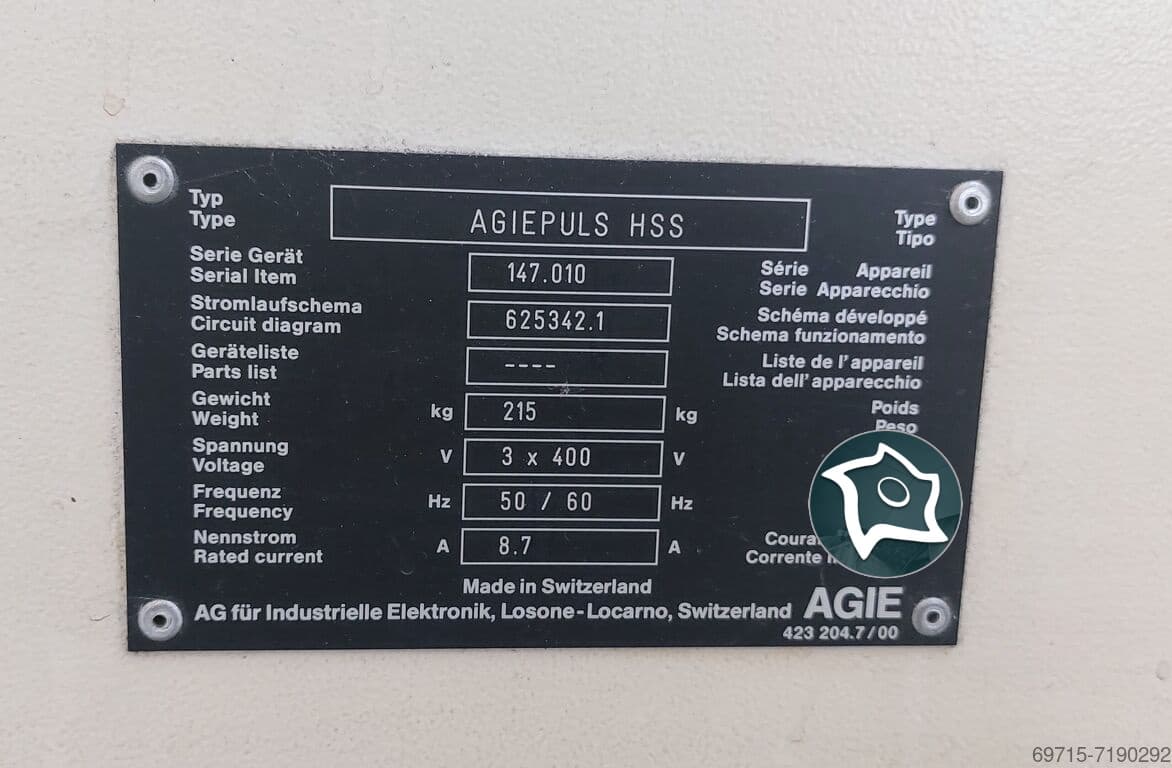 Typ
Type
AGIEPULS HSS
Type
Tipo
Serie Gerät
Serial Item
147.010
Série Appareil
Serie Apparecchio
Stromlaufschema
Circuit diagram
625342.1
Schéma développé
Schema funzionamento
Geräteliste
Parts list
----
Liste de l'appareil
Lista dell'apparecchio
Gewicht
Weight
kg 215 kg
Poids
Peso
Spannung
Voltage
V 3 x 400 V
Frequenz
Frequency
Hz 50 / 60 Hz
Nennstrom
Rated current
A 8.7 A
Corrente
Made in Switzerland
AG für Industrielle Elektronik, Losone-Locarno, Switzerland AGIE
423 204.7/00
69715-7190292